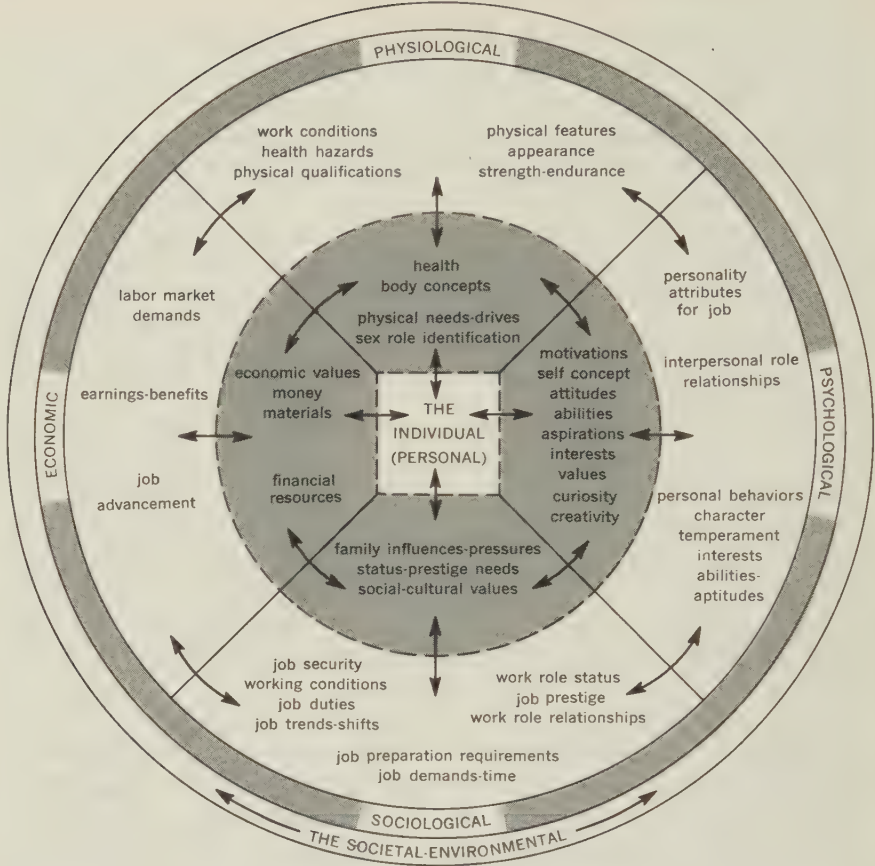 PHYSIOLOGICAL
work conditions
health hazards
physical qualifications
physical features
appearance
strength-endurance
labor market
demands
personality
attributes
for job
health
body concepts
physical needs-drives
sex role identification
economic values
money
materials
motivations
self concept
attitudes
abilities
aspirations
interests
values
curiosity
creativity
interpersonal role
relationships
earnings-benefits
ECONOMIC
PSYCHOLOGICAL
THE
INDIVIDUAL
(PERSONAL)
job
advancement
financial
resources
personal behaviors
character
temperament
interests
abilities-
aptitudes
family influences-pressures
status-prestige needs
social-cultural values
job security
working conditions
job duties
job trends-shifts
work role status
job prestige
work role relationships
job preparation requirements
job demands-time
SOCIOLOGICAL
THE SOCIETAL-ENVIRONMENTAL